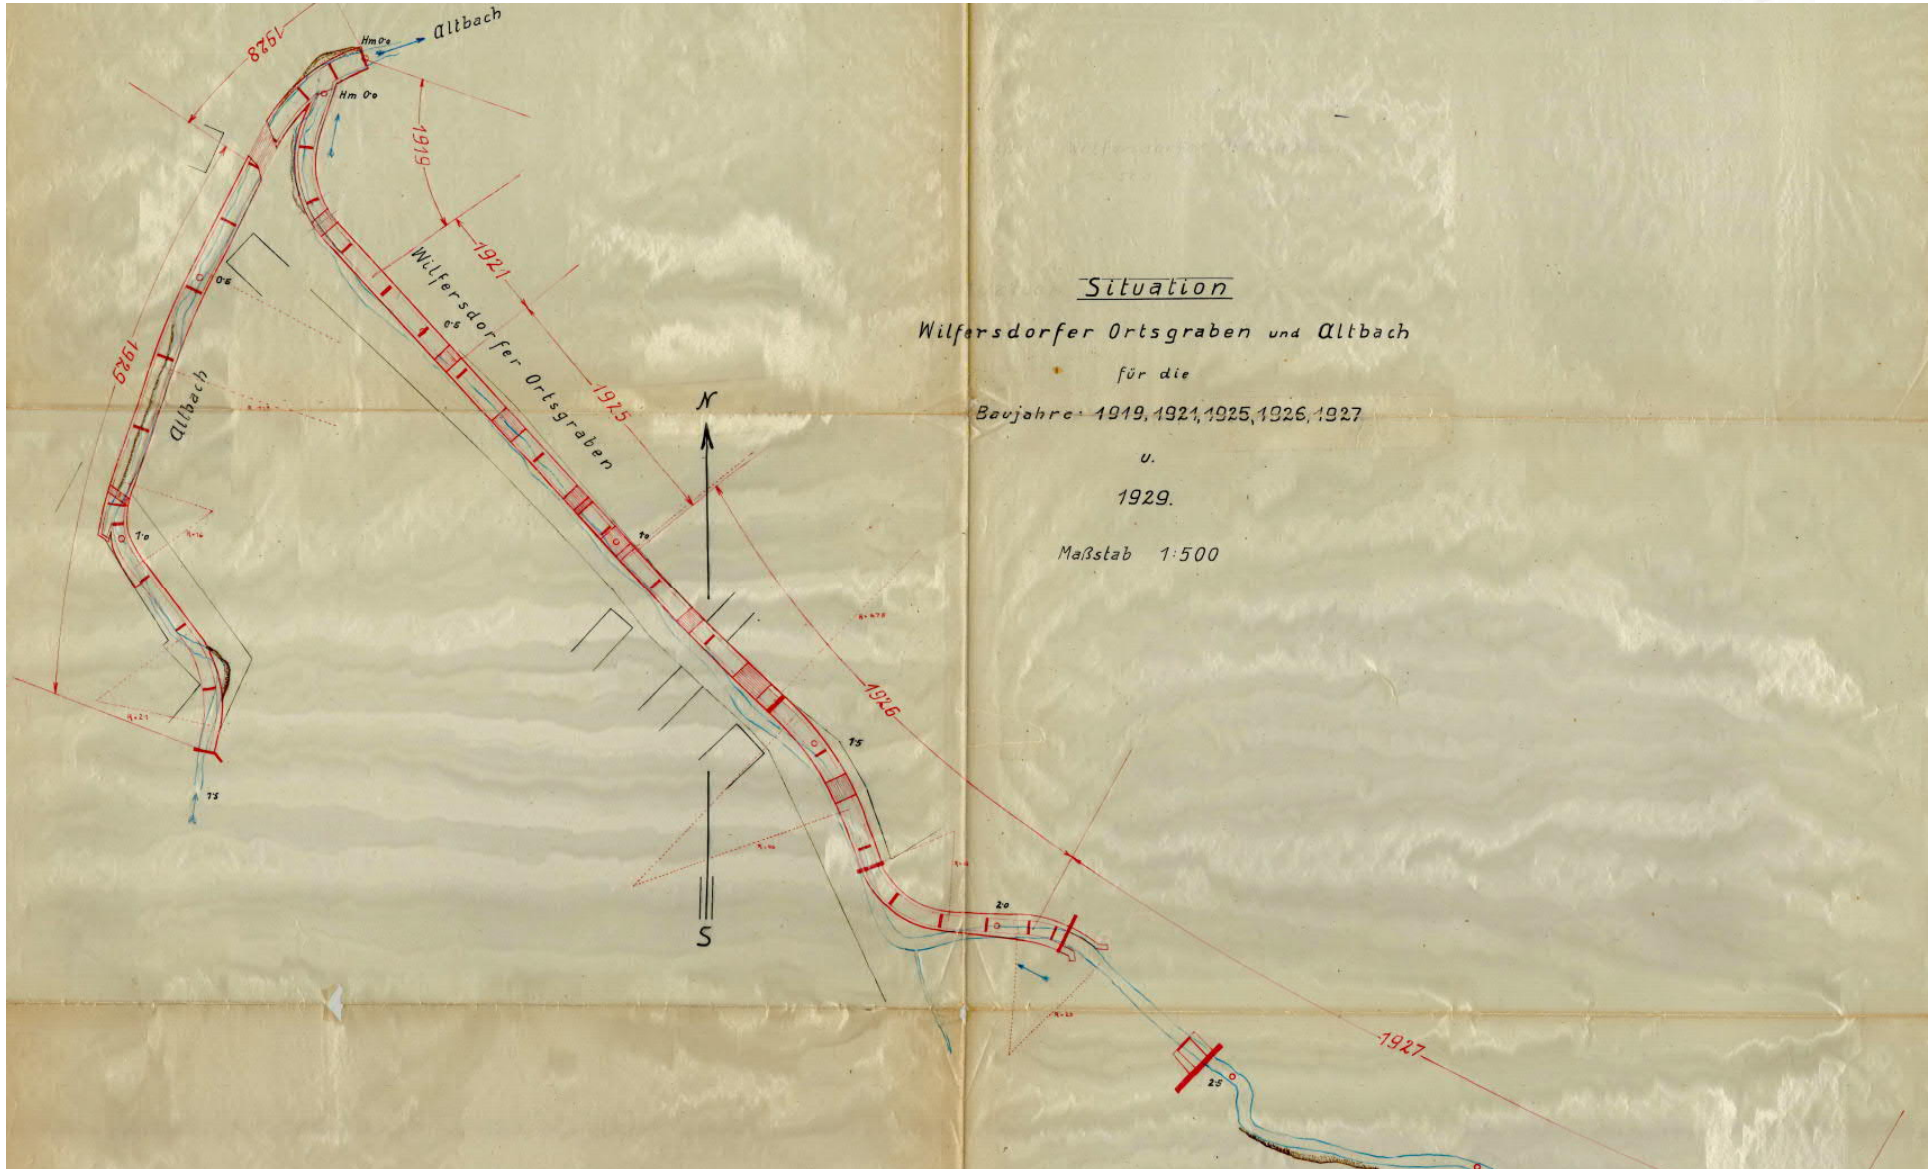 Altbach
1928
Hm 0·0
Hm 0·0
1919
1921
Wilfersdorfer Ortsgraben
0·5
0·5
1925
1929
Altbach
N
Situation
Wilfersdorfer Ortsgraben und Altbach
für die
Baujahre: 1919, 1921, 1925, 1926, 1927
u.
1929.
Maßstab 1:500
1·0
1·0
1926
1·5
1·5
S
2·0
1927
2·5